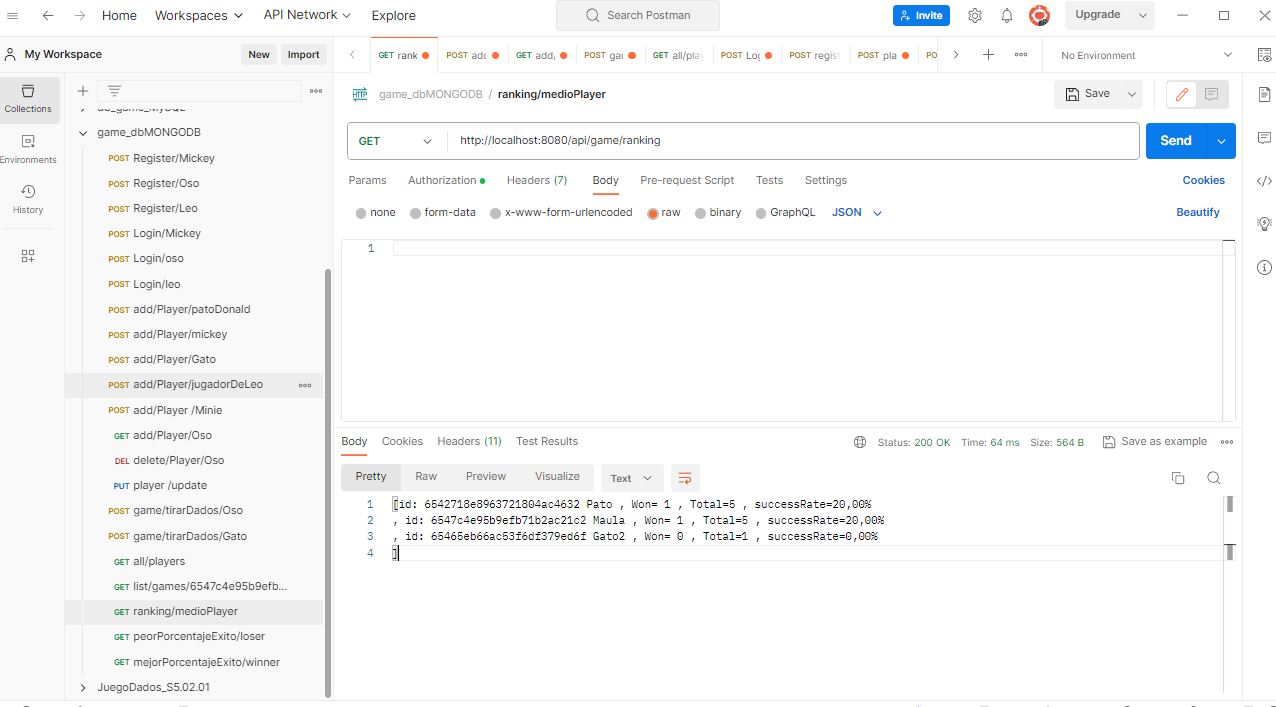 Home Workspaces API Network Explore Search Postman Invite Upgrade
My Workspace New Import GET rank POST adc GET add, POST gar GET all/play POST Log POST regist POST pla PO No Environment
Collections
Environments
History
game_dbMONGODB
POST Register/Mickey
POST Register/Oso
POST Register/Leo
POST Login/Mickey
POST Login/oso
POST Login/leo
POST add/Player/patoDonald
POST add/Player/mickey
POST add/Player/Gato
POST add/Player/jugadorDeLeo
POST add/Player /Minie
GET add/Player/Oso
DEL delete/Player/Oso
PUT player /update
POST game/tirarDados/Oso
POST game/tirarDados/Gato
GET all/players
GET list/games/6547c4e95b9efb...
GET ranking/medioPlayer
GET peorPorcentajeExito/loser
GET mejorPorcentajeExito/winner
JuegoDados_S5.02.01
HTTP game_dbMONGODB / ranking/medioPlayer Save
GET http://localhost:8080/api/game/ranking Send
Params Authorization Headers (7) Body Pre-request Script Tests Settings Cookies
none form-data x-www-form-urlencoded raw binary GraphQL JSON Beautify
1
Body Cookies Headers (11) Test Results Status: 200 OK Time: 64 ms Size: 564 B Save as example
Pretty Raw Preview Visualize Text
1 [id: 6542718e8963721804ac4632 Pato , Won= 1 , Total=5 , successRate=20,00%
2 , id: 6547c4e95b9efb71b2ac21c2 Maula , Won= 1 , Total=5 , successRate=20,00%
3 , id: 65465eb66ac53f6df379ed6f Gato2 , Won= 0 , Total=1 , successRate=0,00%
4 ]